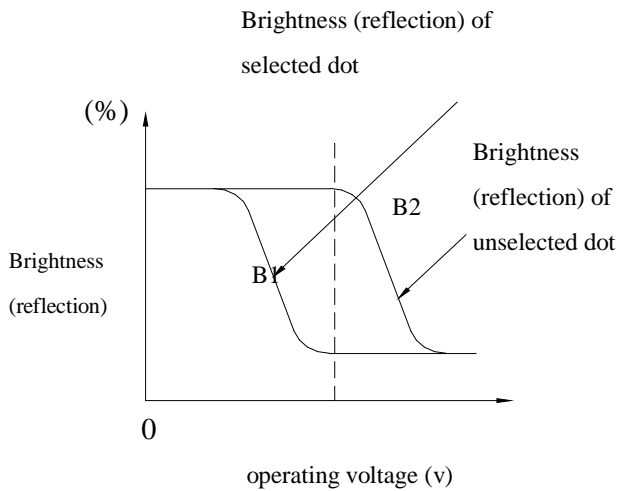 Brightness (reflection) of
selected dot
(%)
Brightness
(reflection) of
unselected dot
B2
B1
Brightness
(reflection)
0
operating voltage (v)